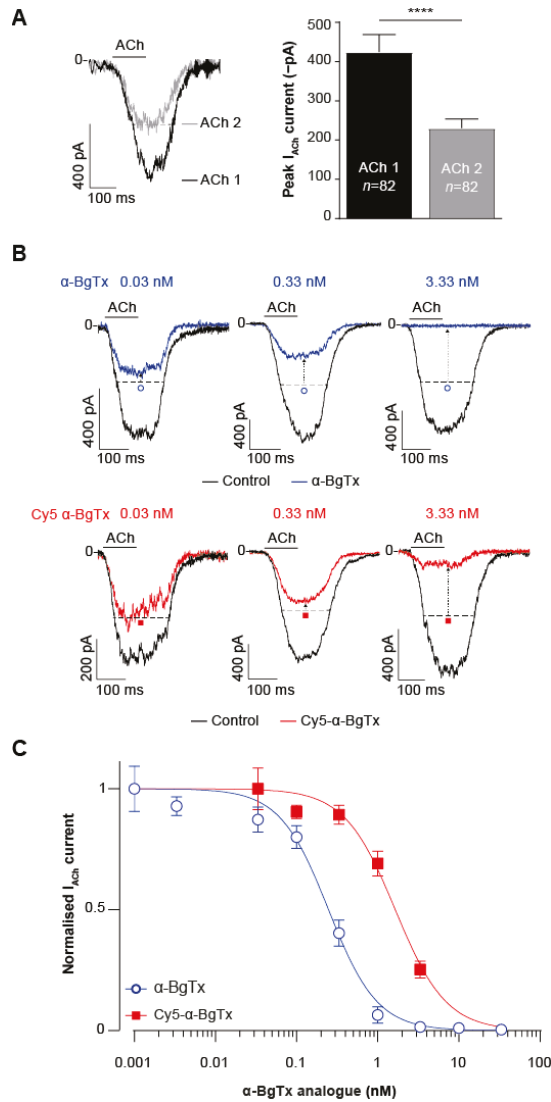 A
ACh
0
ACh 2
ACh 1
400 pA
100 ms
****
Peak I_ACh current (−pA)
500
400
300
200
100
0
ACh 1
n=82
ACh 2
n=82
B
α-BgTx 0.03 nM 0.33 nM 3.33 nM
ACh ACh ACh
0 0 0
400 pA 400 pA 400 pA
100 ms 100 ms 100 ms
Control α-BgTx
Cy5 α-BgTx 0.03 nM 0.33 nM 3.33 nM
ACh ACh ACh
0 0 0
200 pA 400 pA 400 pA
100 ms 100 ms 100 ms
Control Cy5-α-BgTx
C
Normalised I_ACh current
1
0.5
0
α-BgTx
Cy5-α-BgTx
0.001 0.01 0.1 1 10 100
α-BgTx analogue (nM)